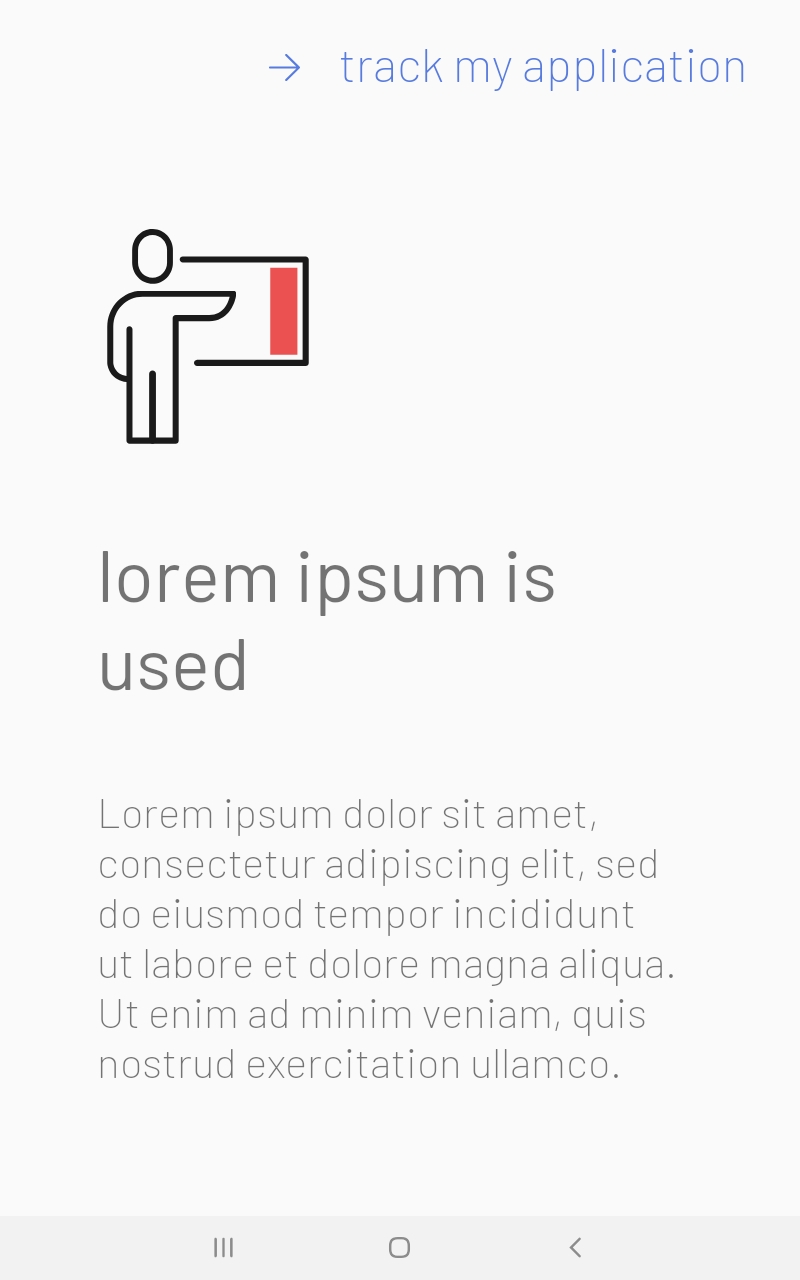 track my application
lorem ipsum is
used
Lorem ipsum dolor sit amet,
consectetur adipiscing elit, sed
do eiusmod tempor incididunt
ut labore et dolore magna aliqua.
Ut enim ad minim veniam, quis
nostrud exercitation ullamco.